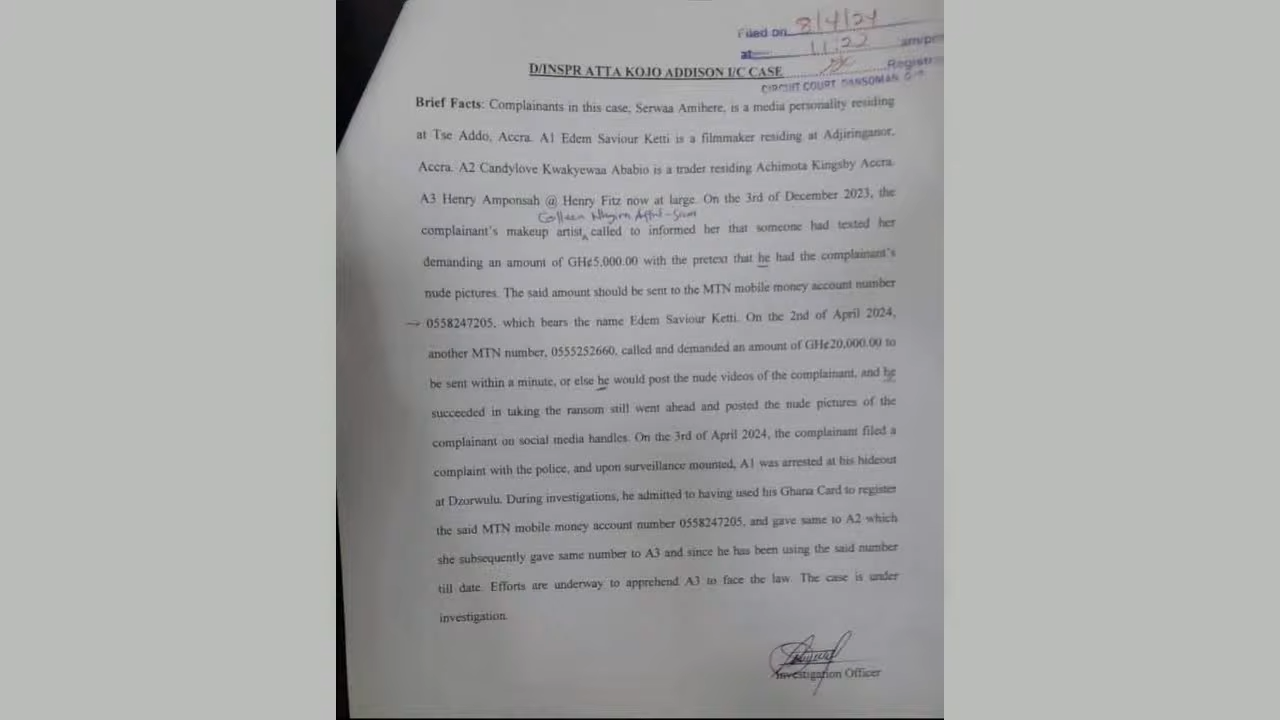 Filed on 8/4/24
at 11:22 am/pm
Registr
CIRCUIT COURT DANSOMAN
D/INSPR ATTA KOJO ADDISON I/C CASE
Brief Facts: Complainants in this case, Serwaa Amihere, is a media personality residing
at Tse Addo, Accra. A1 Edem Saviour Ketti is a filmmaker residing at Adjiringanor,
Accra. A2 Candylove Kwakyewaa Ababio is a trader residing Achimota Kingsby Accra.
A3 Henry Amponsah @ Henry Fitz now at large. On the 3rd of December 2023, the
Colleen
complainant's makeup artist, called to informed her that someone had texted her
demanding an amount of GH¢5,000.00 with the pretext that he had the complainant's
nude pictures. The said amount should be sent to the MTN mobile money account number
→ 0558247205, which bears the name Edem Saviour Ketti. On the 2nd of April 2024,
another MTN number, 0555252660, called and demanded an amount of GH¢20,000.00 to
be sent within a minute, or else he would post the nude videos of the complainant, and he
succeeded in taking the ransom still went ahead and posted the nude pictures of the
complainant on social media handles. On the 3rd of April 2024, the complainant filed a
complaint with the police, and upon surveillance mounted, A1 was arrested at his hideout
at Dzorwulu. During investigations, he admitted to having used his Ghana Card to register
the said MTN mobile money account number 0558247205, and gave same to A2 which
she subsequently gave same number to A3 and since he has been using the said number
till date. Efforts are underway to apprehend A3 to face the law. The case is under
investigation.
Investigation Officer